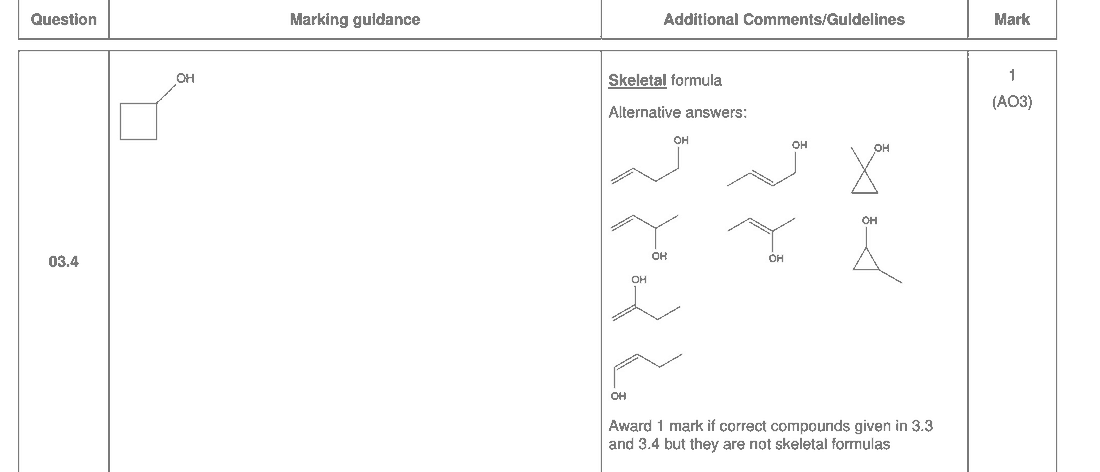 Question
Marking guidance
Additional Comments/Guidelines
Mark
03.4
OH
Skeletal formula
Alternative answers:
OH
OH
OH
OH
OH
OH
OH
OH
Award 1 mark if correct compounds given in 3.3
and 3.4 but they are not skeletal formulas
1
(AO3)